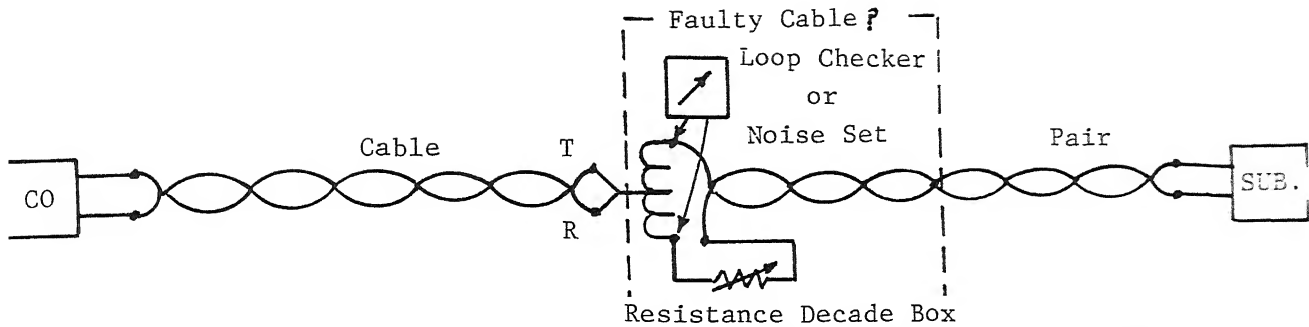 Faulty Cable?
Loop Checker
or
Noise Set
Cable
T
Pair
CO
SUB.
R
Resistance Decade Box